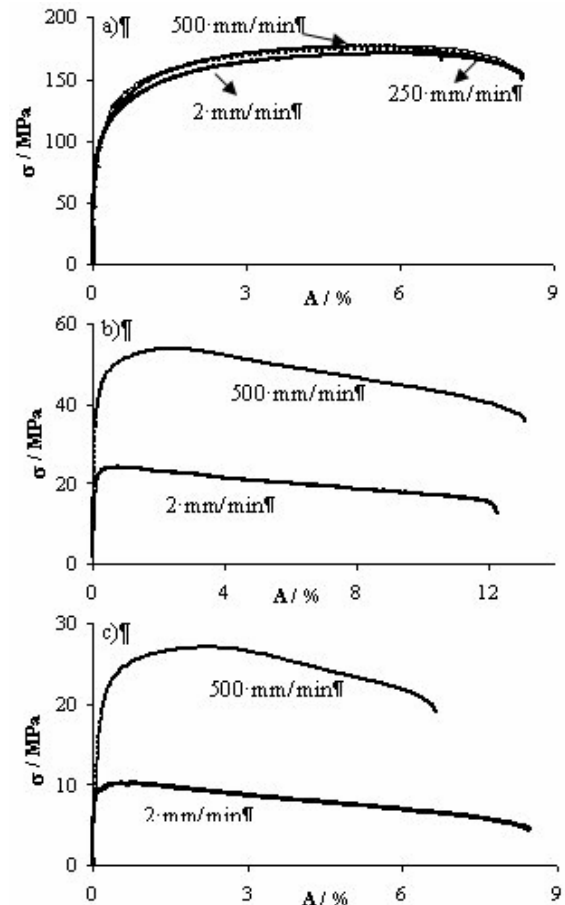 a)¶
200
150
100
50
0
σ / MPa
500·mm/min¶
2·mm/min¶
250·mm/min¶
0 3 6 9
A / %
b)¶
60
40
20
0
σ / MPa
500·mm/min¶
2·mm/min¶
0 4 8 12
A / %
c)¶
30
20
10
0
σ / MPa
500·mm/min¶
2·mm/min¶
0 3 6 9
A / %